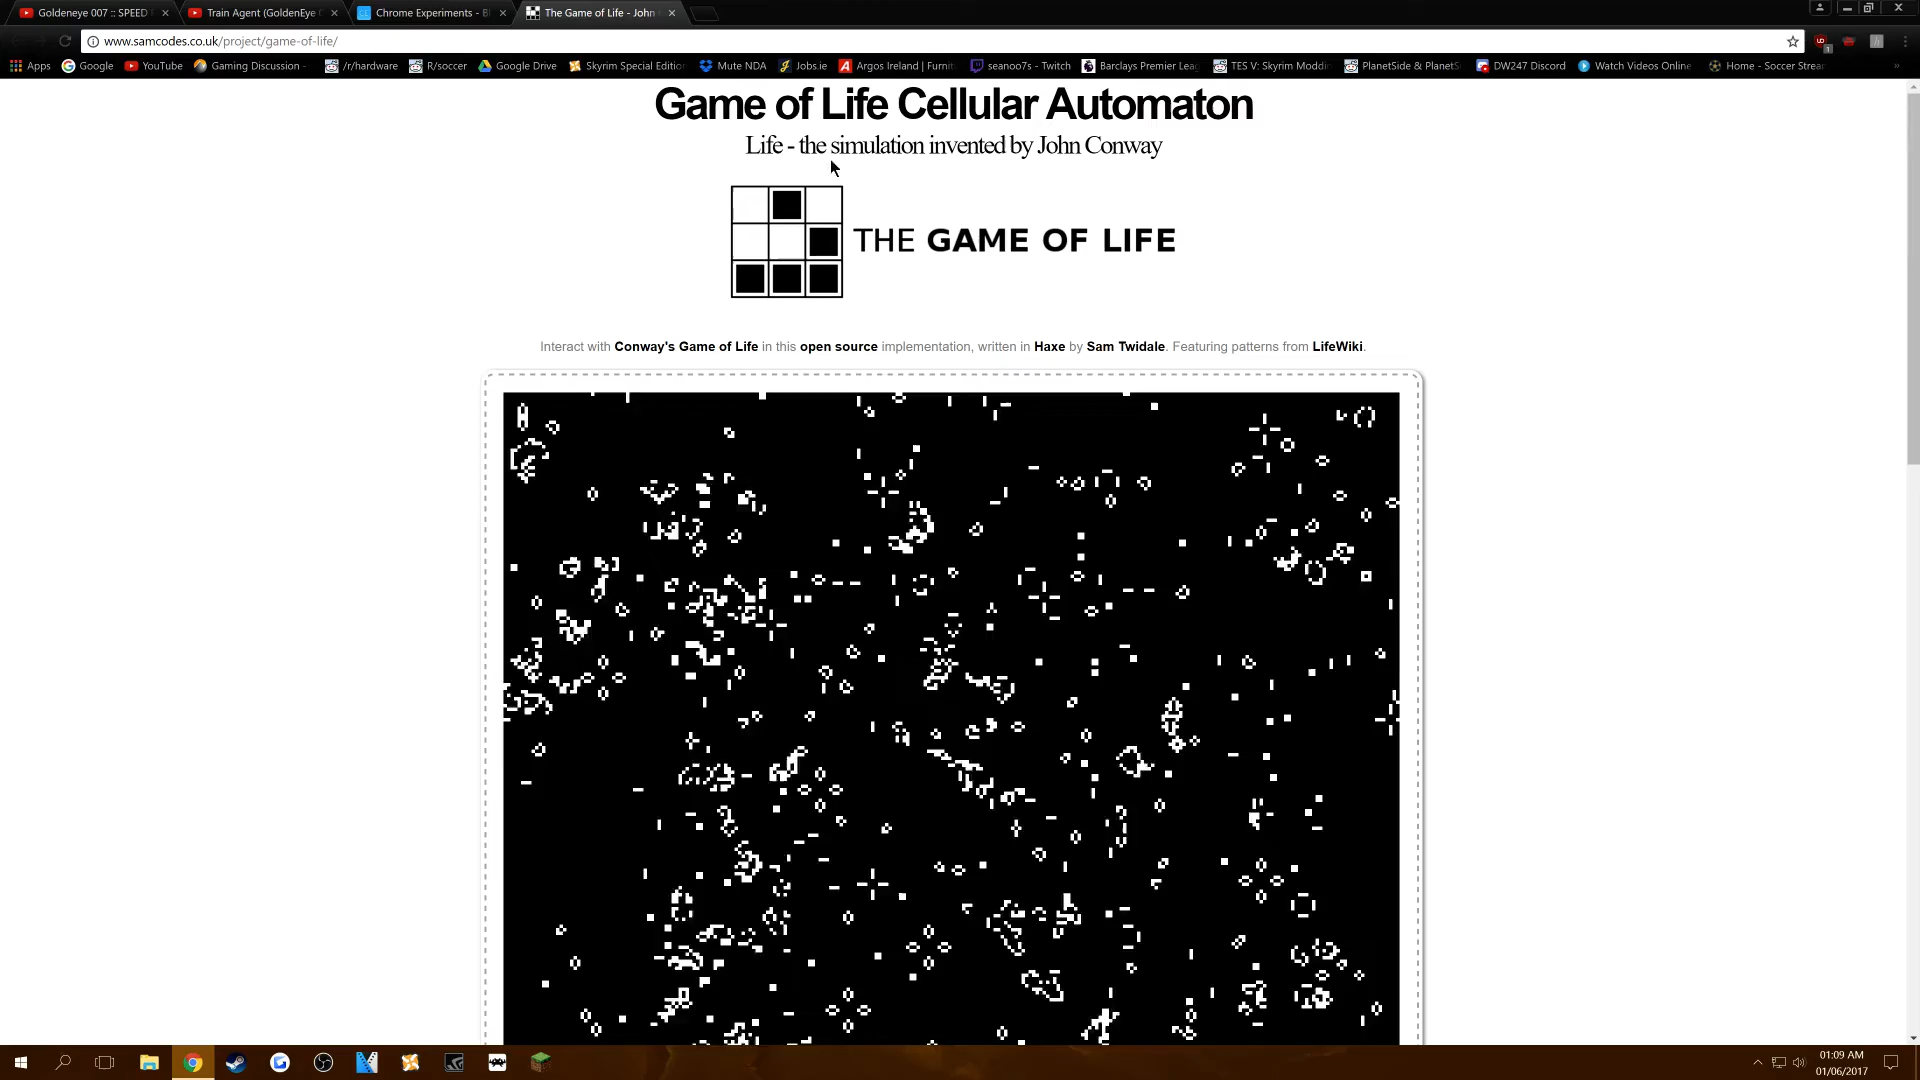 Goldeneye 007 :: SPEED
Train Agent (GoldenEye
Chrome Experiments - B
The Game of Life - John
www.samcodes.co.uk/project/game-of-life/
1
Apps
Google
YouTube
Gaming Discussion -
/r/hardware
R/soccer
Google Drive
Skyrim Special Editio
Mute NDA
Jobs.ie
Argos Ireland | Furni
seanoo7s - Twitch
Barclays Premier Lea
TES V: Skyrim Moddi
PlanetSide & PlanetS
DW247 Discord
Watch Videos Online
Home - Soccer Strea
Game of Life Cellular Automaton
Life - the simulation invented by John Conway
THE GAME OF LIFE
Interact with Conway's Game of Life in this open source implementation, written in Haxe by Sam Twidale. Featuring patterns from LifeWiki.
01:09 AM
01/06/2017